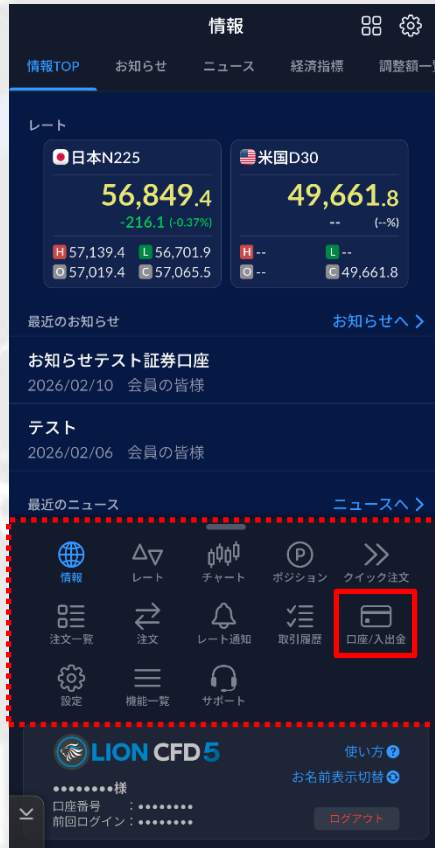 情報
情報TOP お知らせ ニュース 経済指標 調整額一
レート
日本N225 米国D30
56,849.4 49,661.8
-216.1 (-0.37%) -- (--%)
H 57,139.4 L 56,701.9 H -- L --
O 57,019.4 C 57,065.5 O -- C 49,661.8
最近のお知らせ お知らせへ
お知らせテスト証券口座
2026/02/10 会員の皆様
テスト
2026/02/06 会員の皆様
最近のニュース ニュースへ
情報 レート チャート P ポジション クイック注文
注文一覧 注文 レート通知 取引履歴 口座/入出金
設定 機能一覧 サポート
LION CFD 5 使い方 ?
お名前表示切替
••••••••様
口座番号 : ••••••••
前回ログイン : •••••••• ログアウト